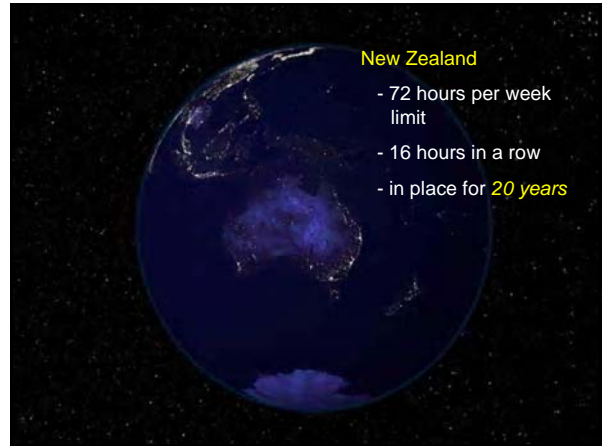 New Zealand
- 72 hours per week
limit
- 16 hours in a row
- in place for 20 years